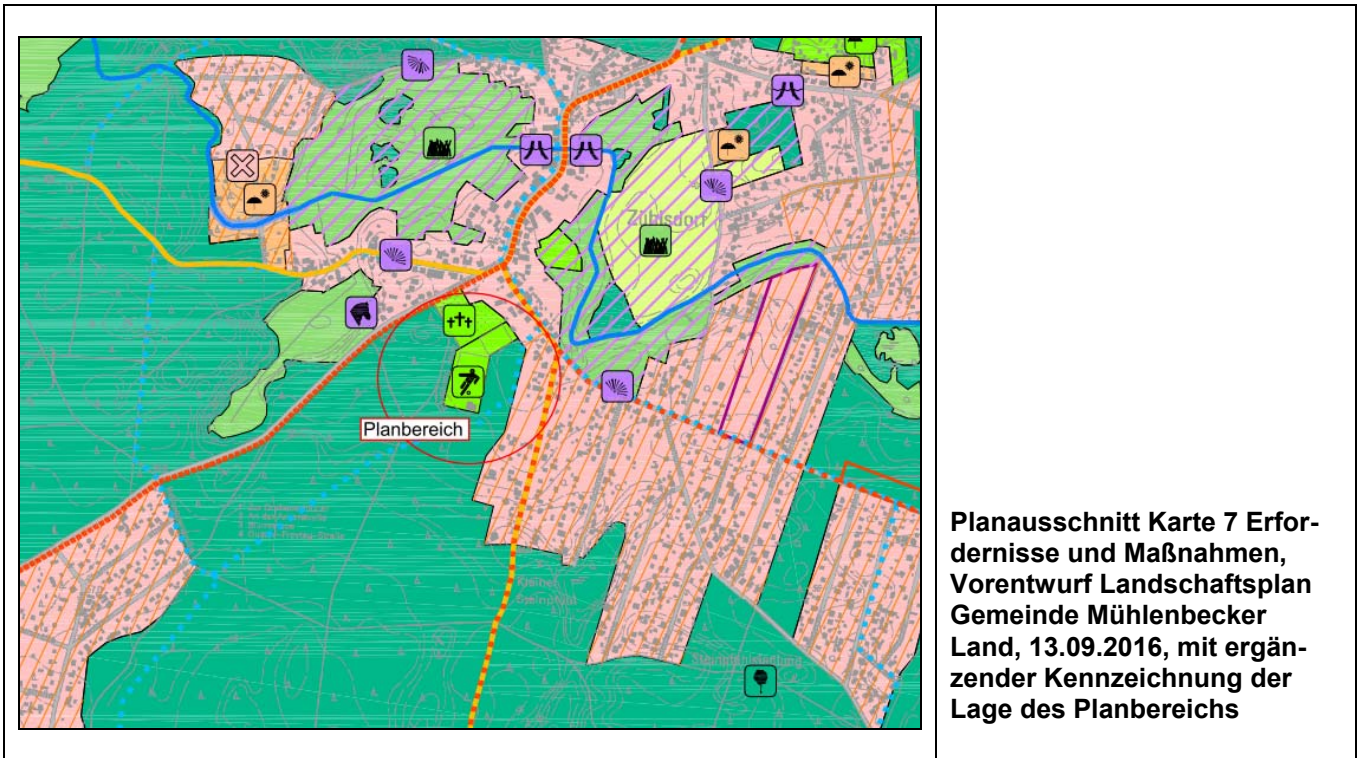 Zühlsdorf
Planbereich
Kleiner
Planausschnitt Karte 7 Erfor-
dernisse und Maßnahmen,
Vorentwurf Landschaftsplan
Gemeinde Mühlenbecker
Land, 13.09.2016, mit ergän-
zender Kennzeichnung der
Lage des Planbereichs